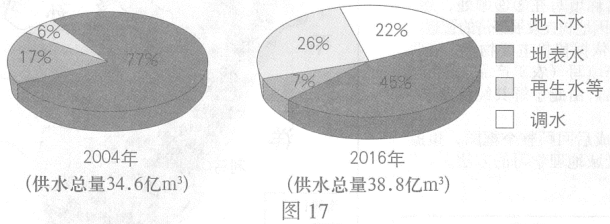 6%
17%
77%
2004年
(供水总量34.6亿m³)
22%
26%
7%
45%
2016年
(供水总量38.8亿m³)
地下水
地表水
再生水等
调水
图 17